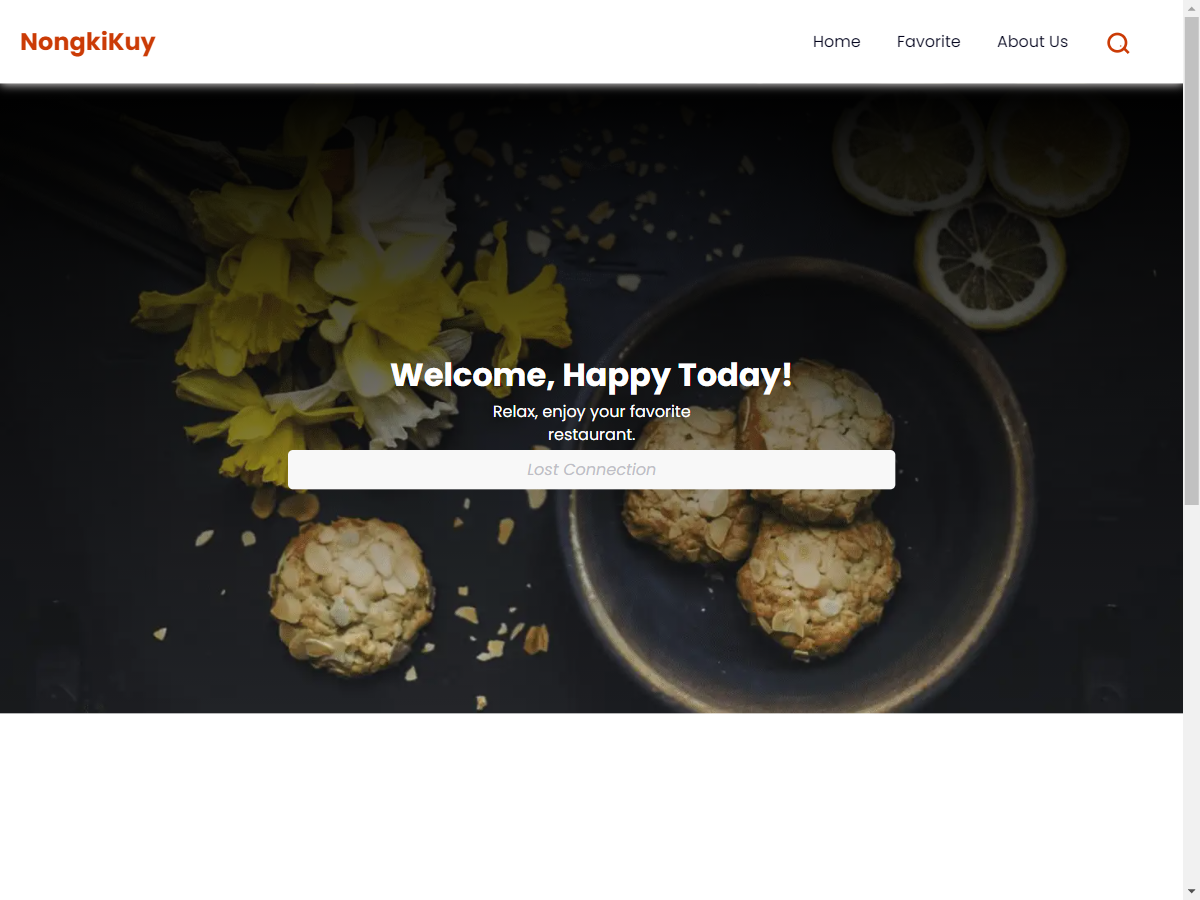 NongkiKuy
Home
Favorite
About Us
Welcome, Happy Today!
Relax, enjoy your favorite
restaurant.
Lost Connection